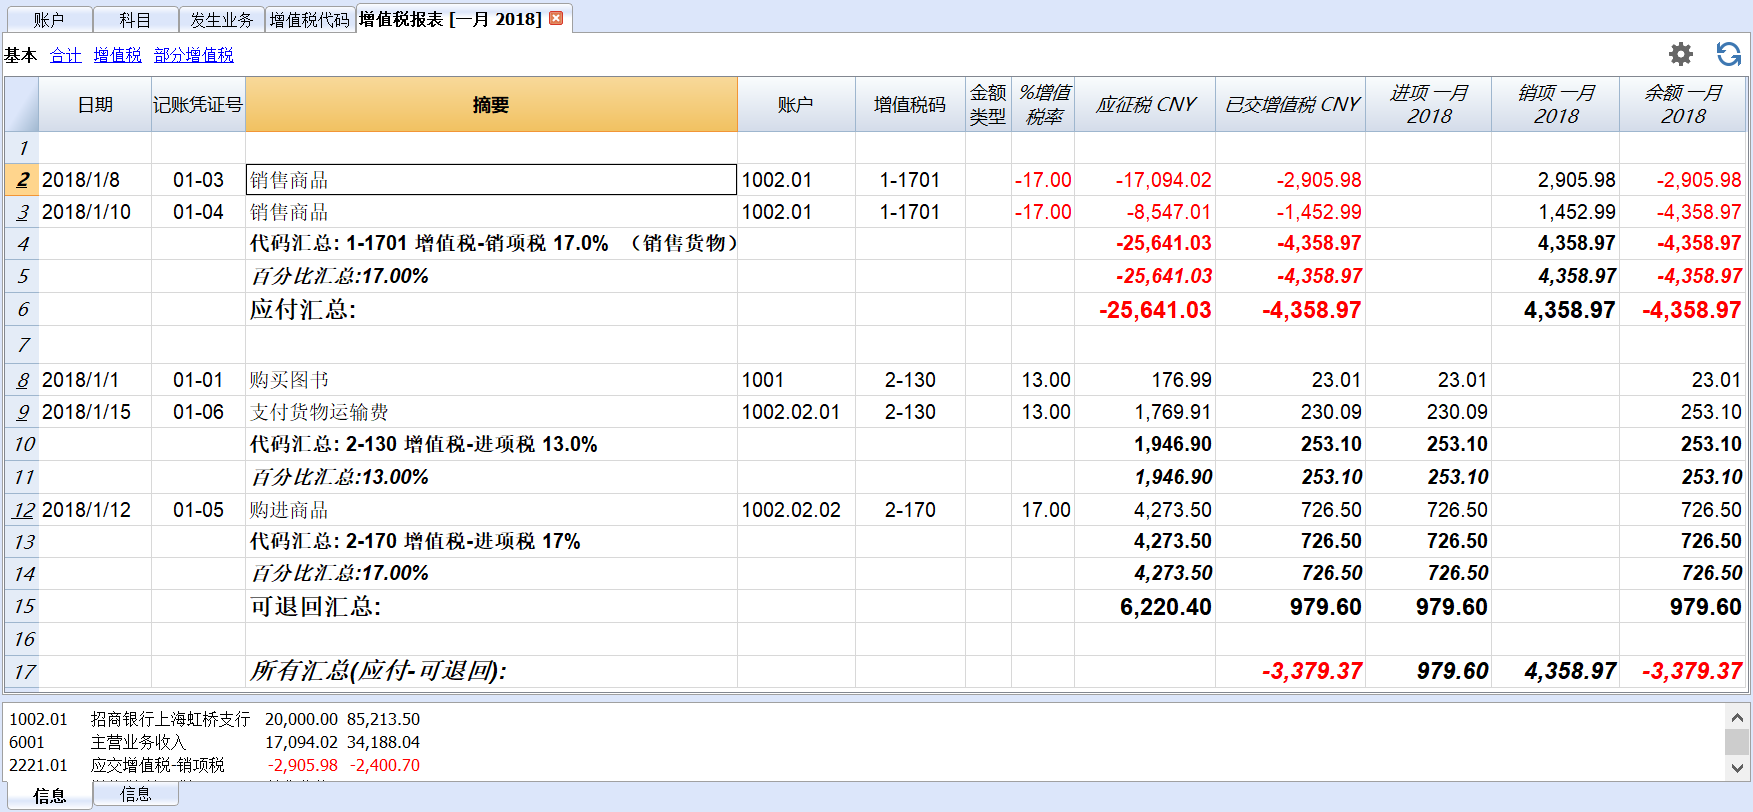 账户 科目 发生业务 增值税代码 增值税报表 [一月 2018]
基本 合计 增值税 部分增值税
日期 记账凭证号 摘要 账户 增值税码 金额类型 %增值税率 应征税 CNY 已交增值税 CNY 进项 一月 2018 销项 一月 2018 余额 一月 2018
1
2 2018/1/8 01-03 销售商品 1002.01 1-1701 -17.00 -17,094.02 -2,905.98 2,905.98 -2,905.98
3 2018/1/10 01-04 销售商品 1002.01 1-1701 -17.00 -8,547.01 -1,452.99 1,452.99 -4,358.97
4 代码汇总: 1-1701 增值税-销项税 17.0% （销售货物） -25,641.03 -4,358.97 4,358.97 -4,358.97
5 百分比汇总:17.00% -25,641.03 -4,358.97 4,358.97 -4,358.97
6 应付汇总: -25,641.03 -4,358.97 4,358.97 -4,358.97
7
8 2018/1/1 01-01 购买图书 1001 2-130 13.00 176.99 23.01 23.01 23.01
9 2018/1/15 01-06 支付货物运输费 1002.02.01 2-130 13.00 1,769.91 230.09 230.09 253.10
10 代码汇总: 2-130 增值税-进项税 13.0% 1,946.90 253.10 253.10 253.10
11 百分比汇总:13.00% 1,946.90 253.10 253.10 253.10
12 2018/1/12 01-05 购进商品 1002.02.02 2-170 17.00 4,273.50 726.50 726.50 726.50
13 代码汇总: 2-170 增值税-进项税 17% 4,273.50 726.50 726.50 726.50
14 百分比汇总:17.00% 4,273.50 726.50 726.50 726.50
15 可退回汇总: 6,220.40 979.60 979.60 979.60
16
17 所有汇总(应付-可退回): -3,379.37 979.60 4,358.97 -3,379.37
1002.01 招商银行上海虹桥支行 20,000.00 85,213.50
6001 主营业务收入 17,094.02 34,188.04
2221.01 应交增值税-销项税 -2,905.98 -2,400.70
信息 信息